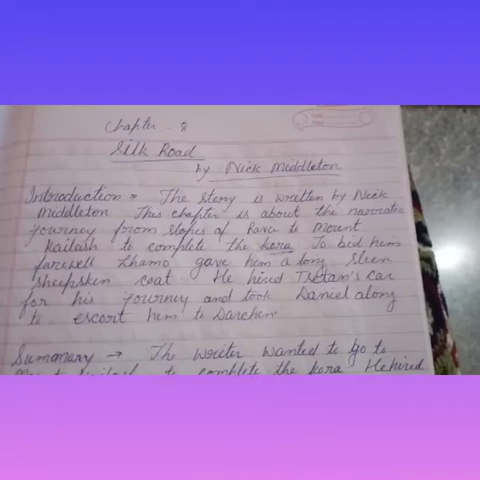 Chapter - 8
Silk Road
by Nick Middleton
Introduction → The Story is written by Nick
Middleton This chapter is about the narrator
Journey from slopes of Ravu to Mount
Kailash to complete the kora To bid him
farewell Lhamo gave him a long sleen
sheepskin coat He hired Tsetan's car
for his journey and took Daniel along
to escort him to Darchen.
Summary → The Writer wanted to go to
to complete the kora He hired